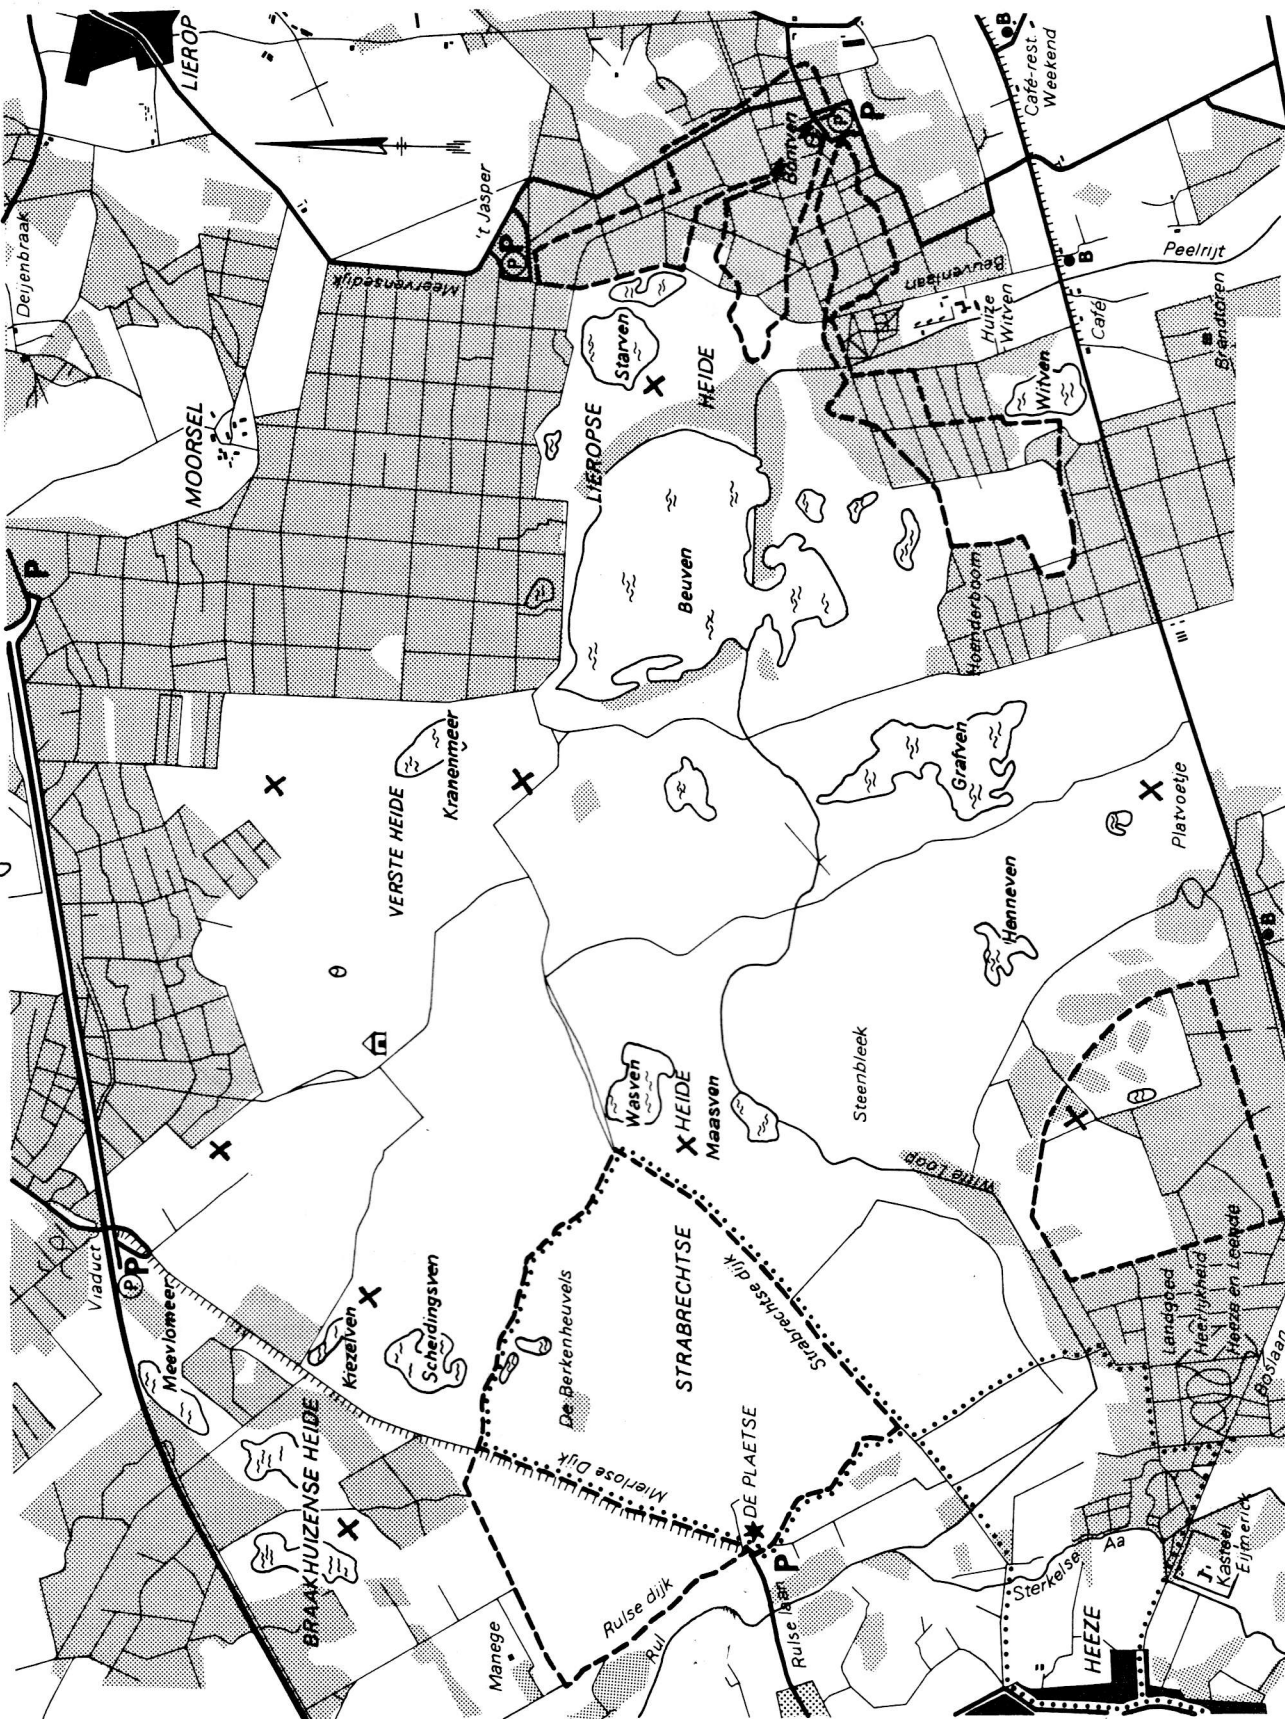 LIEROP
Deijenbraak
't Jasper
Meervensedijk
MOORSEL
P
P
P
Starven
LIEROPSE
HEIDE
Bontven
B
P
P
Café-rest.
Weekend
B
Beuvenlaan
Huize
Witven
Witven
Café
B
Peelrijt
Brandtoren
Beuven
Hoenderboom
Kranenmeer
VERSTE HEIDE
Grafven
Platvoetje
Henneven
B
Wasven
HEIDE
Maasven
Steenbleek
Witte Loop
Viaduct
P
P
Meevlomeer
Kiezelven
Scheidingsven
De Berkenheuvels
STRABRECHTSE
Strabrechtse dijk
Landgoed
Heerlijkheid
Heeze en Leende
Boslaan
BRAAKHUIZENSE HEIDE
Mierlose Dijk
DE PLAETSE
P
Manege
Rulse dijk
Rul
Rulse laan
Sterkelse
Aa
Kasteel
Eijmerick
HEEZE